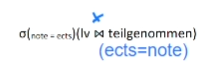 σ(note = ects)(lv ⋈ teilgenommen)
(ects=note)